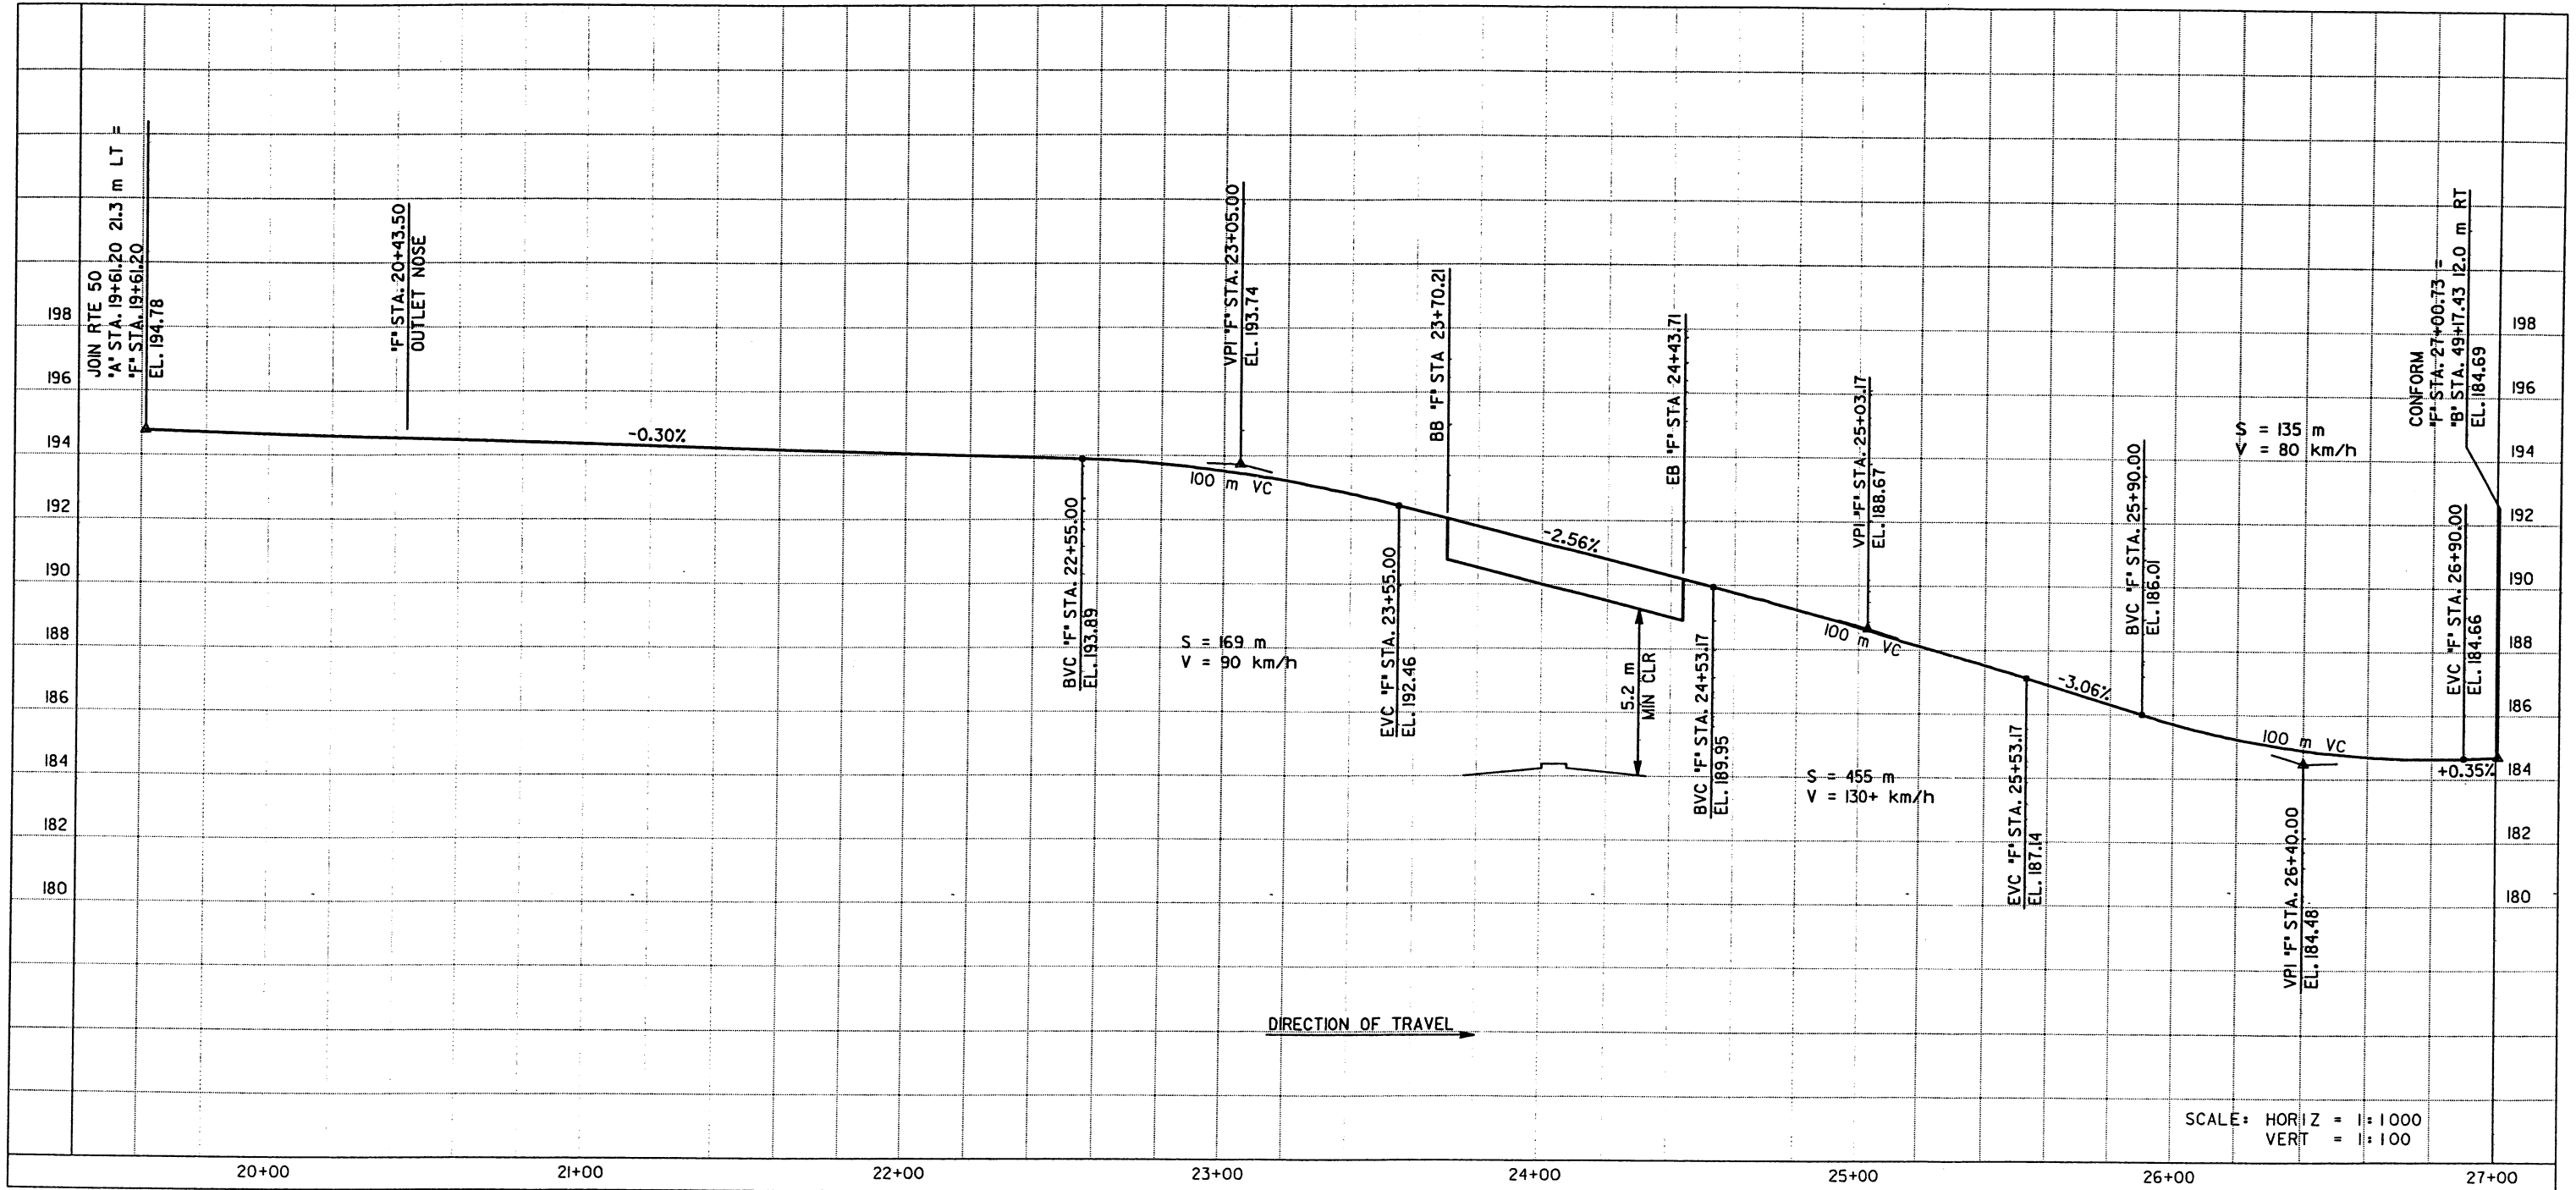 JOIN RTE 50
"A" STA. 19+61.20 21.3 m LT =
"F" STA. 19+61.20
EL. 194.78
"F" STA. 20+43.50
OUTLET NOSE
-0.30%
BVC "F" STA. 22+55.00
EL. 193.89
VPI "F" STA. 23+05.00
EL. 193.74
100 m VC
S = 169 m
V = 90 km/h
EVC "F" STA. 23+55.00
EL. 192.46
BB "F" STA 23+70.21
-2.56%
EB "F" STA 24+43.71
5.2 m
MIN CLR
BVC "F" STA. 24+53.17
EL. 189.95
VPI "F" STA. 25+03.17
EL. 188.67
100 m VC
S = 455 m
V = 130+ km/h
EVC "F" STA. 25+53.17
EL. 187.14
-3.06%
BVC "F" STA. 25+90.00
EL. 186.01
S = 135 m
V = 80 km/h
100 m VC
VPI "F" STA. 26+40.00
EL. 184.48
EVC "F" STA. 26+90.00
EL. 184.66
+0.35%
CONFORM
"F" STA. 27+00.73 =
"B" STA. 49+17.43 12.0 m RT
EL. 184.69
198
196
194
192
190
188
186
184
182
180
198
196
194
192
190
188
186
184
182
180
DIRECTION OF TRAVEL
SCALE: HORIZ = 1:1000
VERT = 1:100
20+00
21+00
22+00
23+00
24+00
25+00
26+00
27+00